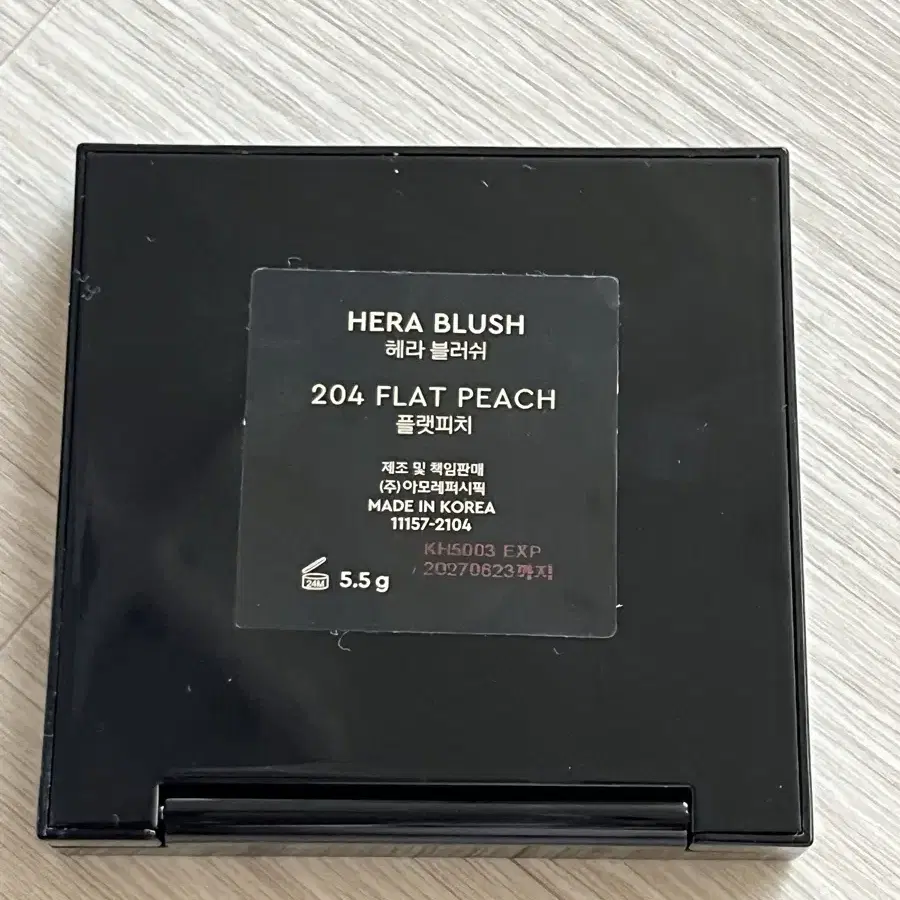 HERA BLUSH
헤라 블러쉬
204 FLAT PEACH
플랫피치
제조 및 책임판매
(주)아모레퍼시픽
MADE IN KOREA
11157-2104
KH5003 EXP
20270623까지
24M 5.5 g